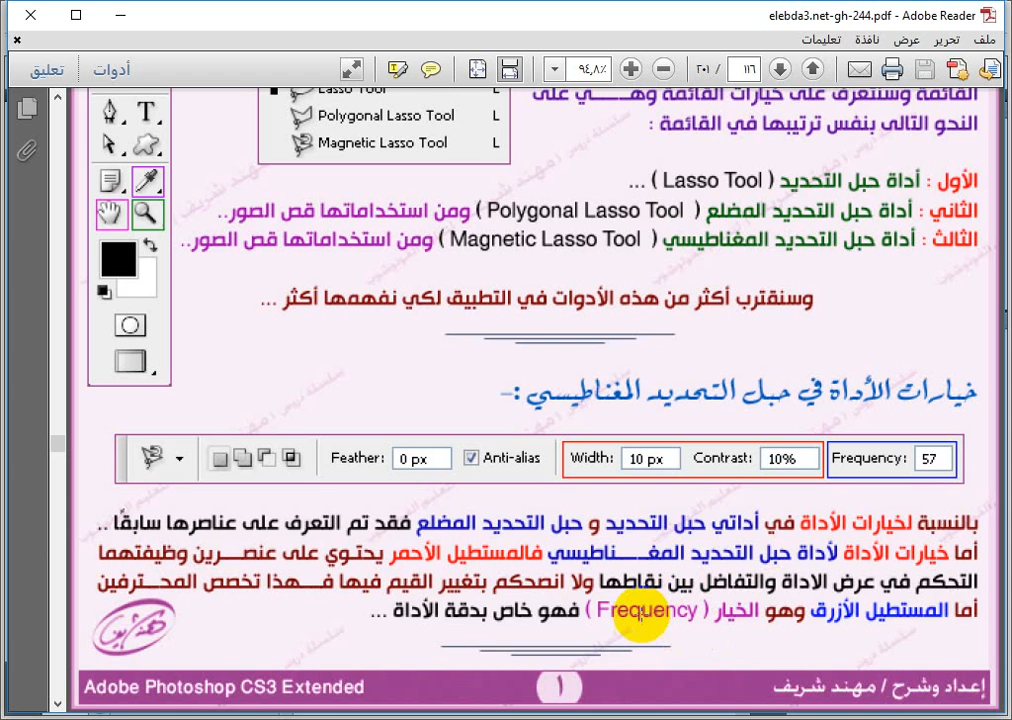 elebda3.net-gh-244.pdf - Adobe Reader
ملف تحرير عرض نافذة تعليمات
١١٦ / ٢٠١ ٩٤,٨٪ أدوات تعليق
القائمة وسنتعرف على خيارات القائمة وهي على
النحو التالى بنفس ترتيبها في القائمة :
Lasso Tool L
Polygonal Lasso Tool L
Magnetic Lasso Tool L
الأول : أداة حبل التحديد ( Lasso Tool ) ...
الثاني : أداة حبل التحديد المضلع ( Polygonal Lasso Tool ) ومن استخداماتها قص الصور..
الثالث : أداة حبل التحديد المغناطيسي ( Magnetic Lasso Tool ) ومن استخداماتها قص الصور..
وسنقترب أكثر من هذه الأدوات في التطبيق لكي نفهمها أكثر ...
خيارات الأداة في حبل التحديد المغناطيسي :-
Feather: 0 px Anti-alias Width: 10 px Contrast: 10% Frequency: 57
بالنسبة لخيارات الأداة في أداتي حبل التحديد و حبل التحديد المضلع فقد تم التعرف على عناصرها سابقًا ..
أما خيارات الأداة لأداة حبل التحديد المغناطيسي فالمستطيل الأحمر يحتوي على عنصرين وظيفتهما
التحكم في عرض الاداة والتفاضل بين نقاطها ولا انصحكم بتغيير القيم فيها فهذا تخصص المحترفين
أما المستطيل الأزرق وهو الخيار ( Frequency ) فهو خاص بدقة الأداة ...
إعداد وشرح / مهند شريف
١
Adobe Photoshop CS3 Extended